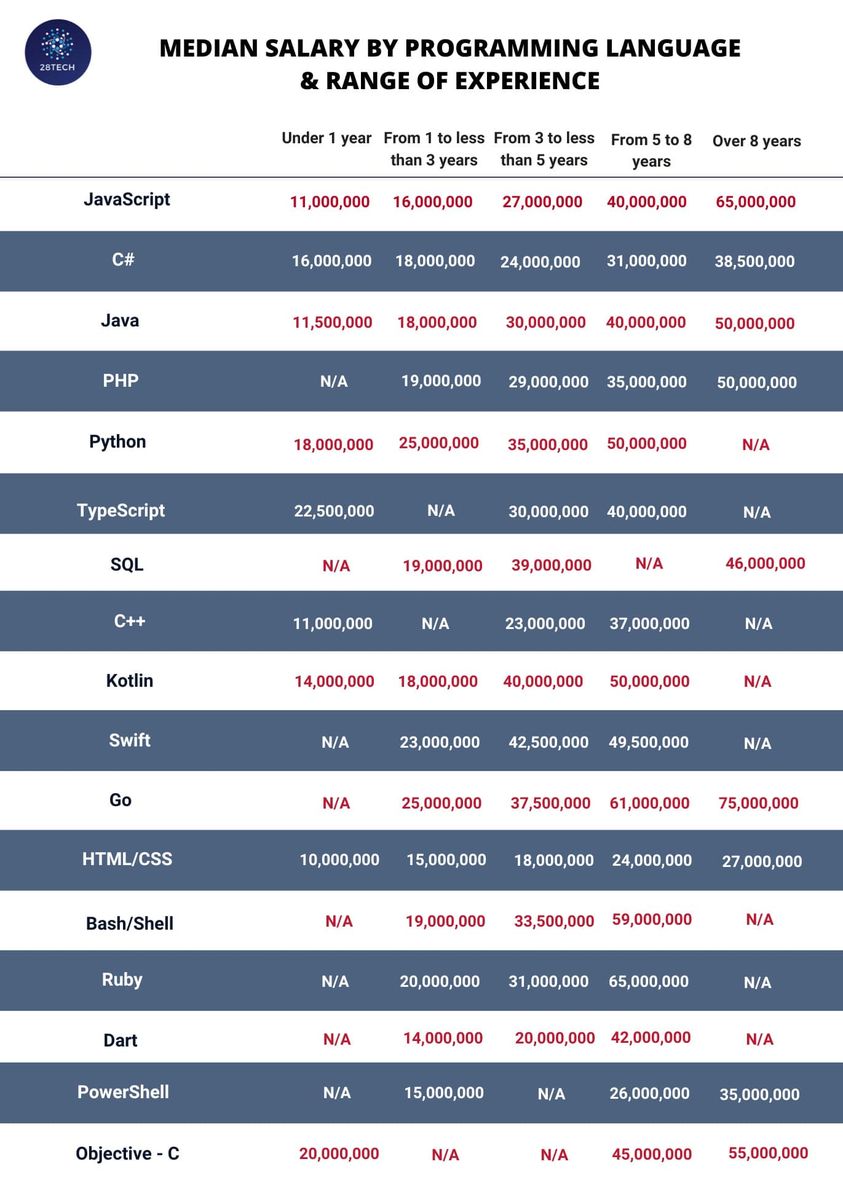 28TECH
MEDIAN SALARY BY PROGRAMMING LANGUAGE
& RANGE OF EXPERIENCE
Under 1 year From 1 to less From 3 to less From 5 to 8 Over 8 years
than 3 years than 5 years years
JavaScript 11,000,000 16,000,000 27,000,000 40,000,000 65,000,000
C# 16,000,000 18,000,000 24,000,000 31,000,000 38,500,000
Java 11,500,000 18,000,000 30,000,000 40,000,000 50,000,000
PHP N/A 19,000,000 29,000,000 35,000,000 50,000,000
Python 18,000,000 25,000,000 35,000,000 50,000,000 N/A
TypeScript 22,500,000 N/A 30,000,000 40,000,000 N/A
SQL N/A 19,000,000 39,000,000 N/A 46,000,000
C++ 11,000,000 N/A 23,000,000 37,000,000 N/A
Kotlin 14,000,000 18,000,000 40,000,000 50,000,000 N/A
Swift N/A 23,000,000 42,500,000 49,500,000 N/A
Go N/A 25,000,000 37,500,000 61,000,000 75,000,000
HTML/CSS 10,000,000 15,000,000 18,000,000 24,000,000 27,000,000
Bash/Shell N/A 19,000,000 33,500,000 59,000,000 N/A
Ruby N/A 20,000,000 31,000,000 65,000,000 N/A
Dart N/A 14,000,000 20,000,000 42,000,000 N/A
PowerShell N/A 15,000,000 N/A 26,000,000 35,000,000
Objective - C 20,000,000 N/A N/A 45,000,000 55,000,000